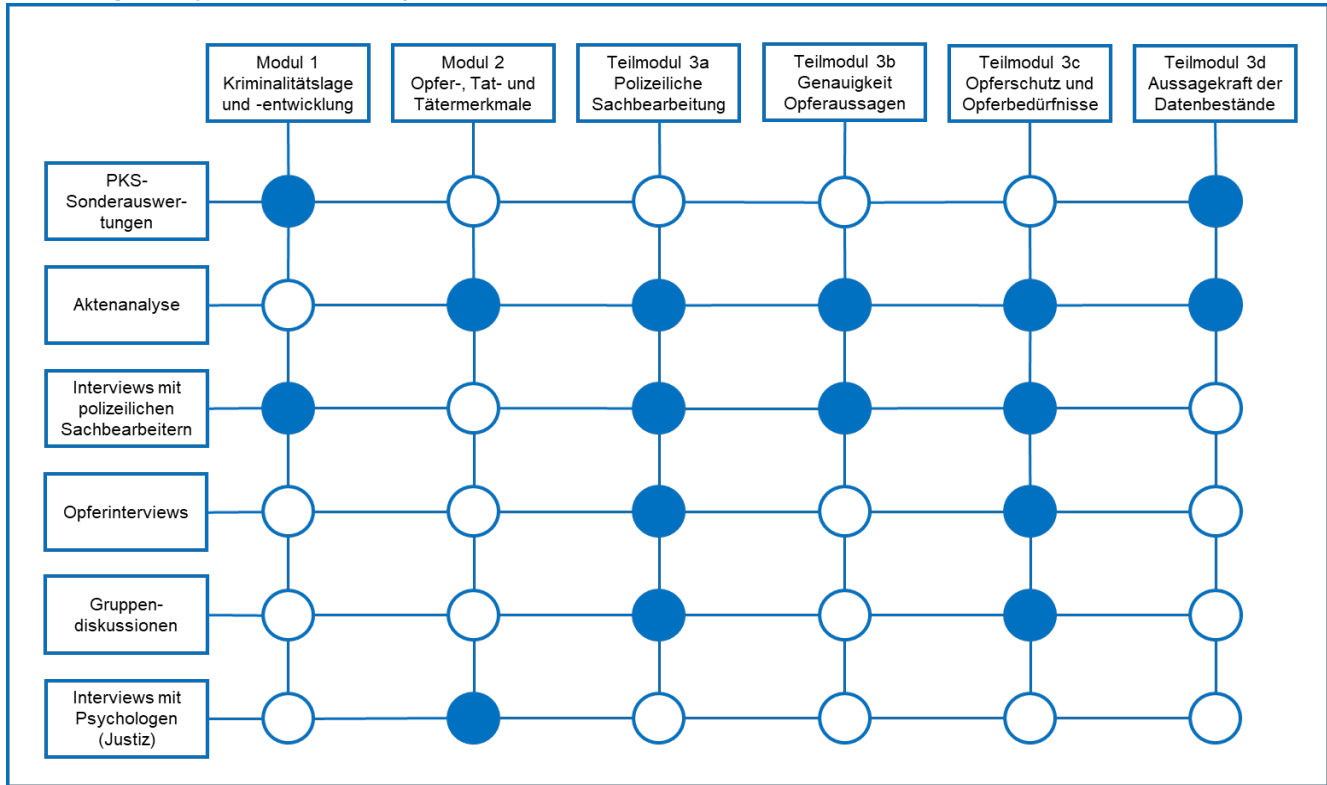 Modul 1
Kriminalitätslage
und -entwicklung
Modul 2
Opfer-, Tat- und
Tätermerkmale
Teilmodul 3a
Polizeiliche
Sachbearbeitung
Teilmodul 3b
Genauigkeit
Opferaussagen
Teilmodul 3c
Opferschutz und
Opferbedürfnisse
Teilmodul 3d
Aussagekraft der
Datenbestände
PKS-
Sonderauswer-
tungen
Aktenanalyse
Interviews mit
polizeilichen
Sachbearbeitern
Opferinterviews
Gruppen-
diskussionen
Interviews mit
Psychologen
(Justiz)